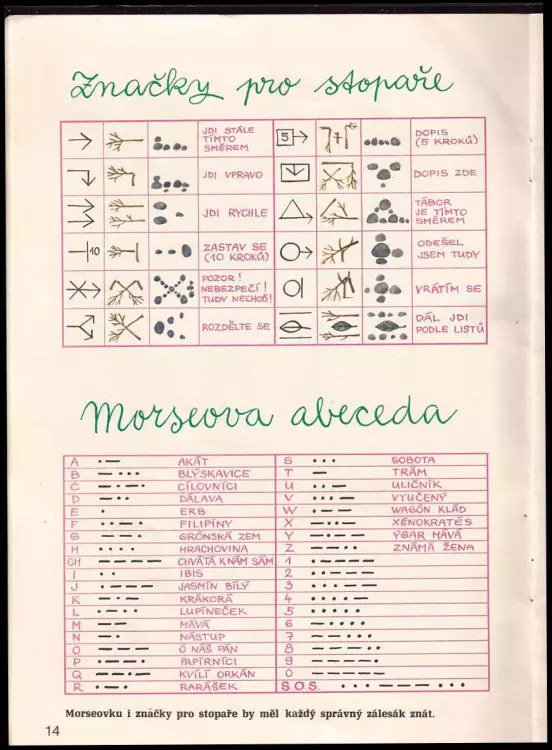 Značky pro stopaře
JDI STÁLE
TÍMTO
SMĚREM
5
DOPIS
(5 KROKŮ)
JDI VPRAVO
DOPIS ZDE
JDI RYCHLE
TÁBOR
JE TÍMTO
SMĚREM
10
ZASTAV SE
(10 KROKŮ)
ODEŠEL
JSEM TUDY
POZOR!
NEBEZPEČÍ!
TUDY NECHOĎ!
VRÁTÍM SE
ROZDĚLTE SE
DÁL JDI
PODLE LISTŮ
Morseova abeceda
A •— AKÁT
B —••• BLÝSKAVICE
C —•—• CÍLOVNÍCI
D —•• DÁLAVA
E • ERB
F ••—• FILIPÍNY
G ——• GRÓNSKÁ ZEM
H •••• HRACHOVINA
CH ———— CHVÁTÁ K NÁM SÁM
I •• IBIS
J •——— JASMÍN BÍLÝ
K —•— KRÁKORÁ
L •—•• LUPÍNEČEK
M —— MÁVÁ
N —• NÁSTUP
O ——— Ó NÁŠ PÁN
P •——• PAPÍRNÍCI
Q ——•— KVÍLÍ ORKÁN
R •—• RARÁŠEK
S ••• SOBOTA
T — TRÁM
U ••— ULIČNÍK
V •••— VYUČENÝ
W •—— WAGÓN KLÁD
X —••— XÉNOKRATÉS
Y —•—— ÝGAR MÁVÁ
Z ——•• ZNÁMÁ ŽENA
1 •————
2 ••———
3 •••——
4 ••••—
5 •••••
6 —••••
7 ——•••
8 ———••
9 ————•
0 —————
S.O.S. •••———•••
Morseovku i značky pro stopaře by měl každý správný zálesák znát.
14